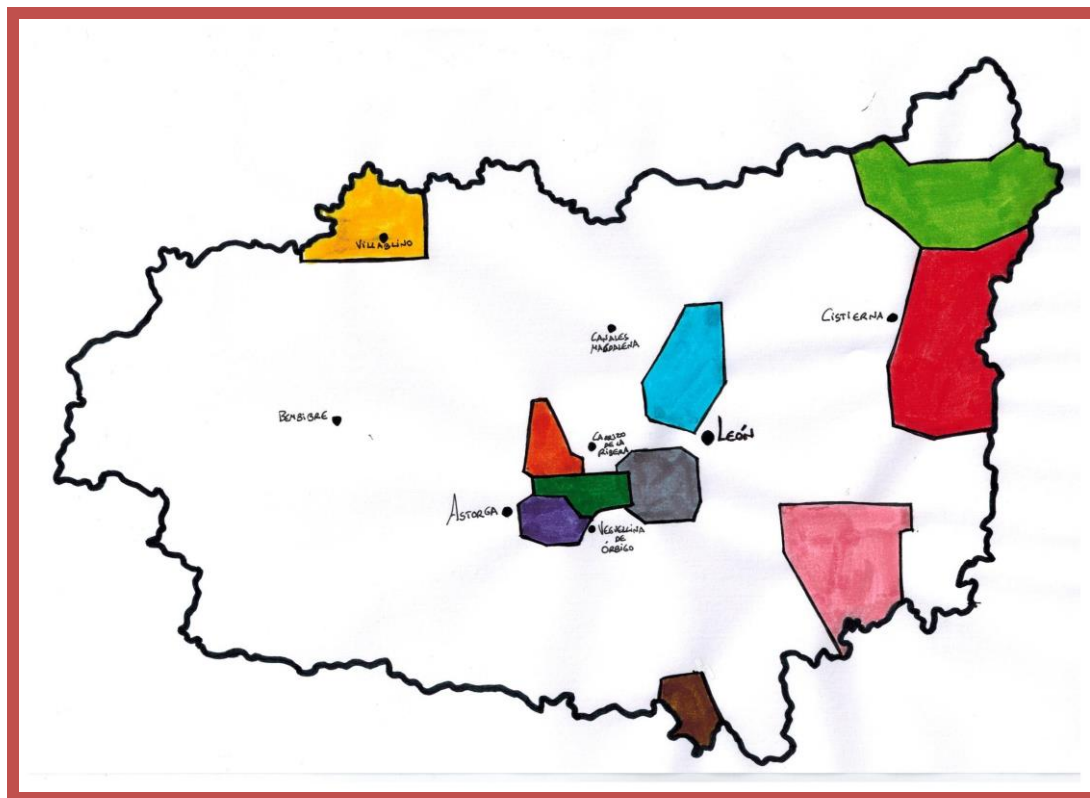 VILLABLINO
CISTIERNA
CANALES
MAGDALENA
BEMBIBRE
CARRIZO
DE LA
RIBERA
LEÓN
ASTORGA
VEGUELLINA
DE
ÓRBIGO